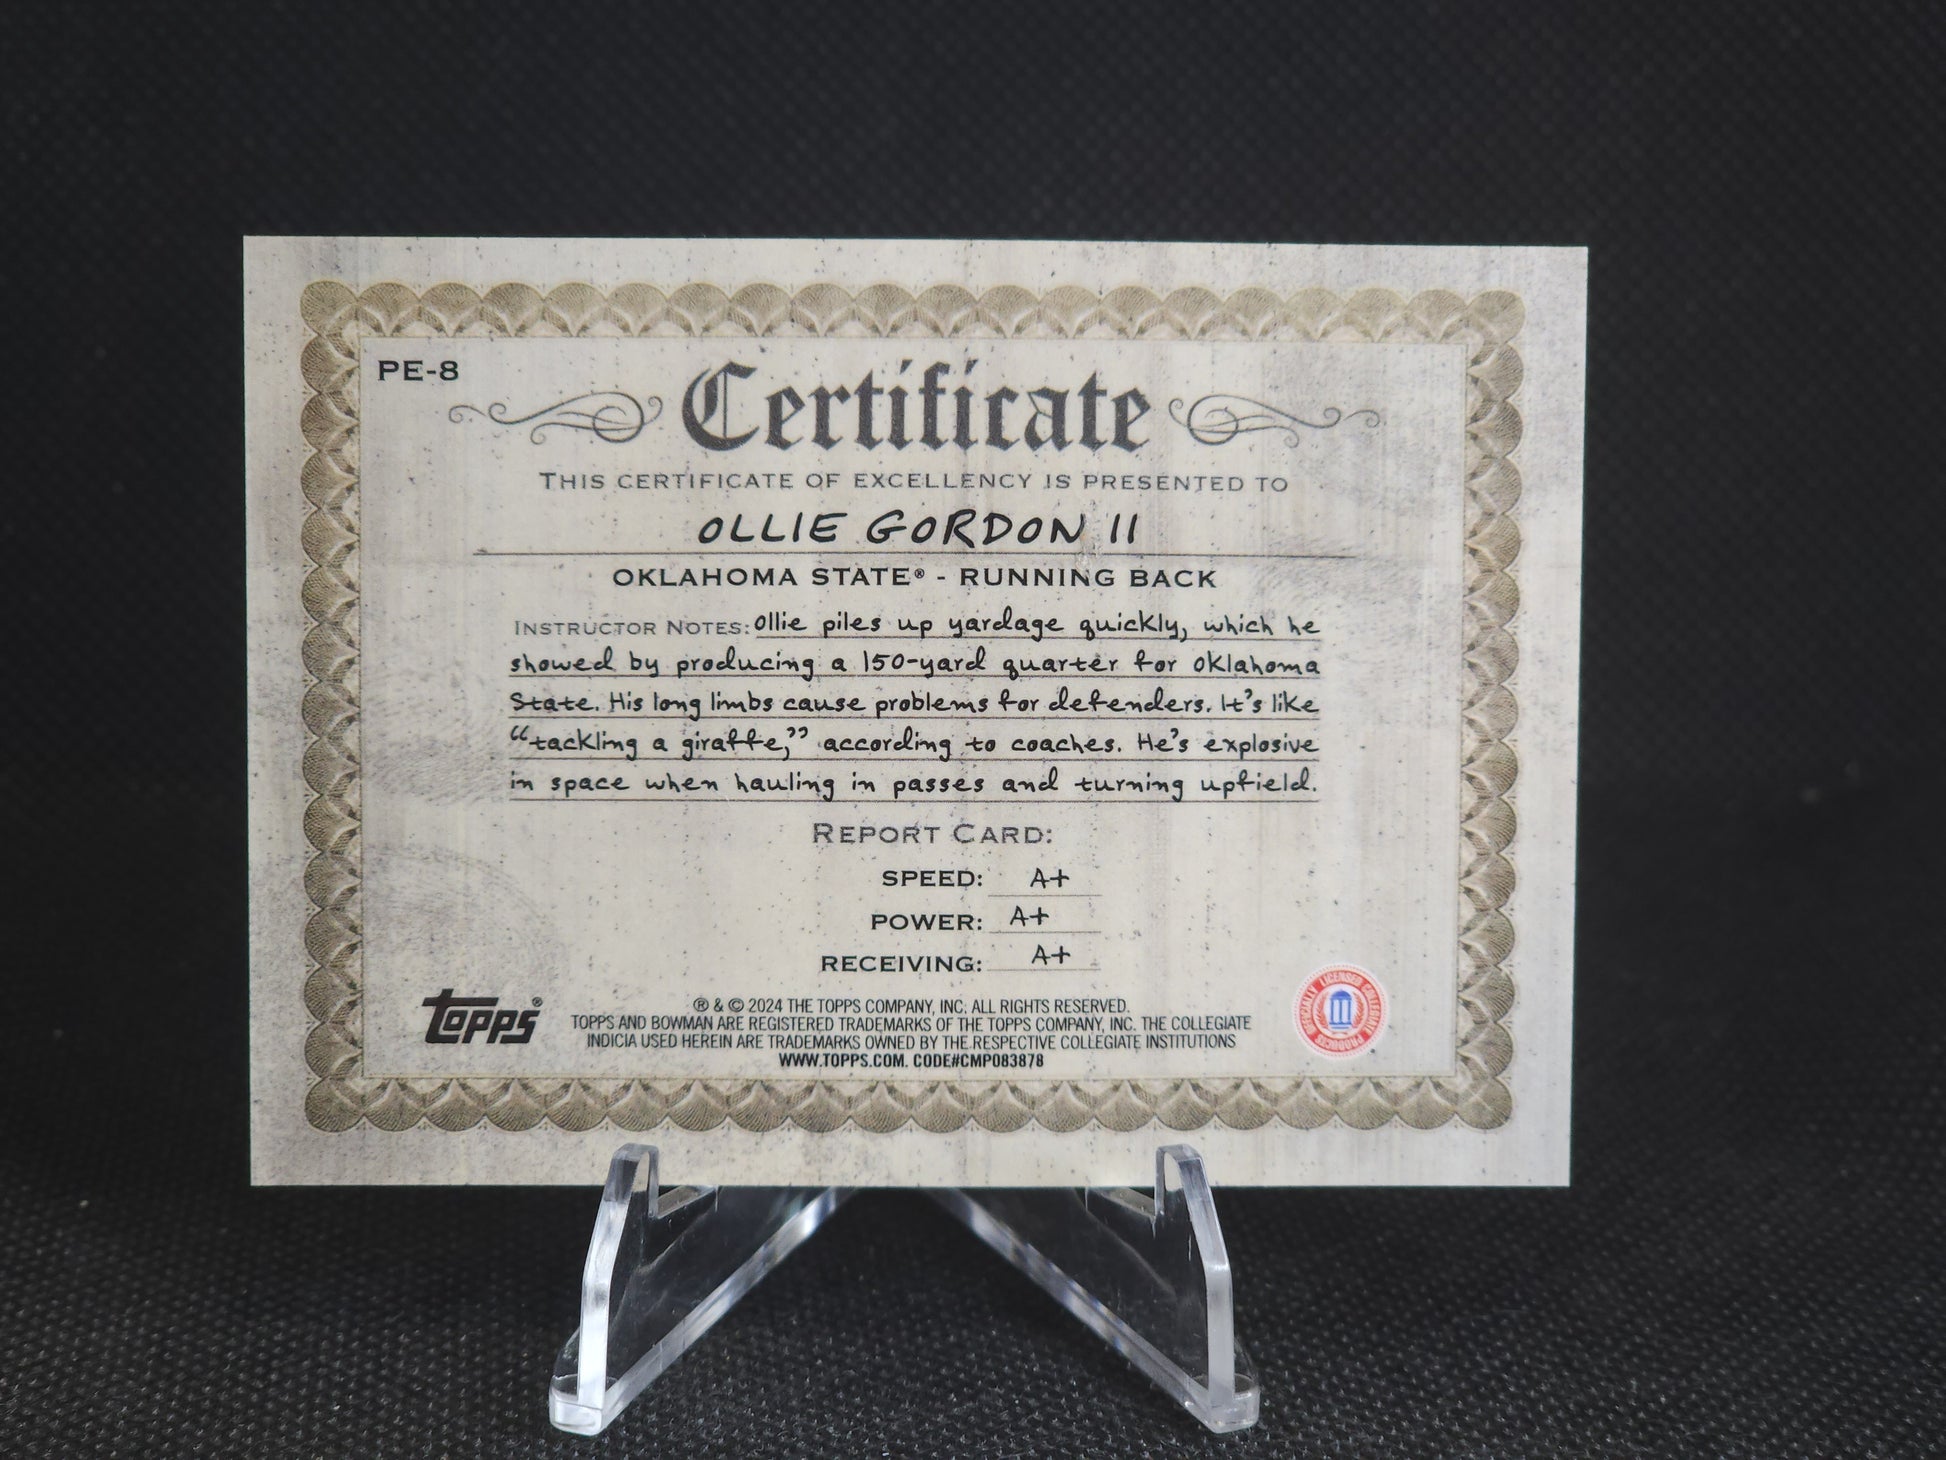 PE-8
Certificate
THIS CERTIFICATE OF EXCELLENCY IS PRESENTED TO
OLLIE GORDON II
OKLAHOMA STATE® - RUNNING BACK
INSTRUCTOR NOTES: Ollie piles up yardage quickly, which he
showed by producing a 150-yard quarter for Oklahoma
State. His long limbs cause problems for defenders. It's like
“tackling a giraffe,” according to coaches. He's explosive
in space when hauling in passes and turning upfield.
REPORT CARD:
SPEED: A+
POWER: A+
RECEIVING: A+
topps®
® & © 2024 THE TOPPS COMPANY, INC. ALL RIGHTS RESERVED.
TOPPS AND BOWMAN ARE REGISTERED TRADEMARKS OF THE TOPPS COMPANY, INC. THE COLLEGIATE
INDICIA USED HEREIN ARE TRADEMARKS OWNED BY THE RESPECTIVE COLLEGIATE INSTITUTIONS
WWW.TOPPS.COM. CODE#CMP083878
OFFICIALLY LICENSED COLLEGIATE PRODUCTS